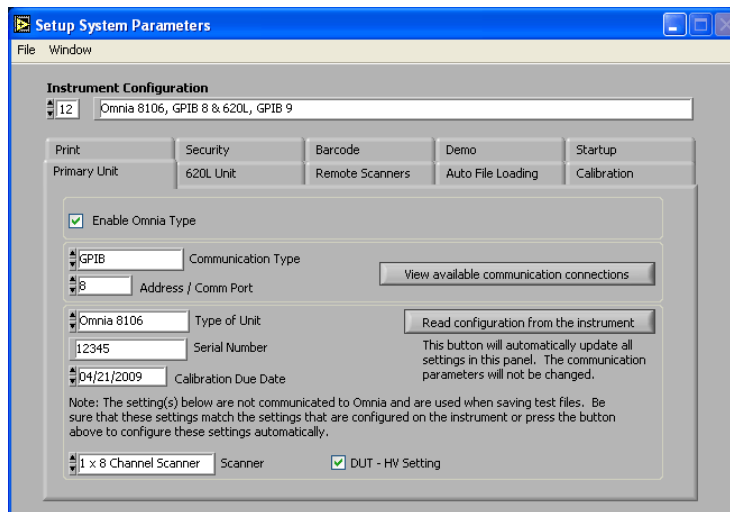 Setup System Parameters
File Window
Instrument Configuration
12 Omnia 8106, GPIB 8 & 620L, GPIB 9
Print Security Barcode Demo Startup
Primary Unit 620L Unit Remote Scanners Auto File Loading Calibration
Enable Omnia Type
GPIB Communication Type
View available communication connections
8 Address / Comm Port
Omnia 8106 Type of Unit
Read configuration from the instrument
12345 Serial Number
This button will automatically update all
settings in this panel. The communication
parameters will not be changed.
04/21/2009 Calibration Due Date
Note: The setting(s) below are not communicated to Omnia and are used when saving test files. Be
sure that these settings match the settings that are configured on the instrument or press the button
above to configure these settings automatically.
1 x 8 Channel Scanner Scanner DUT - HV Setting